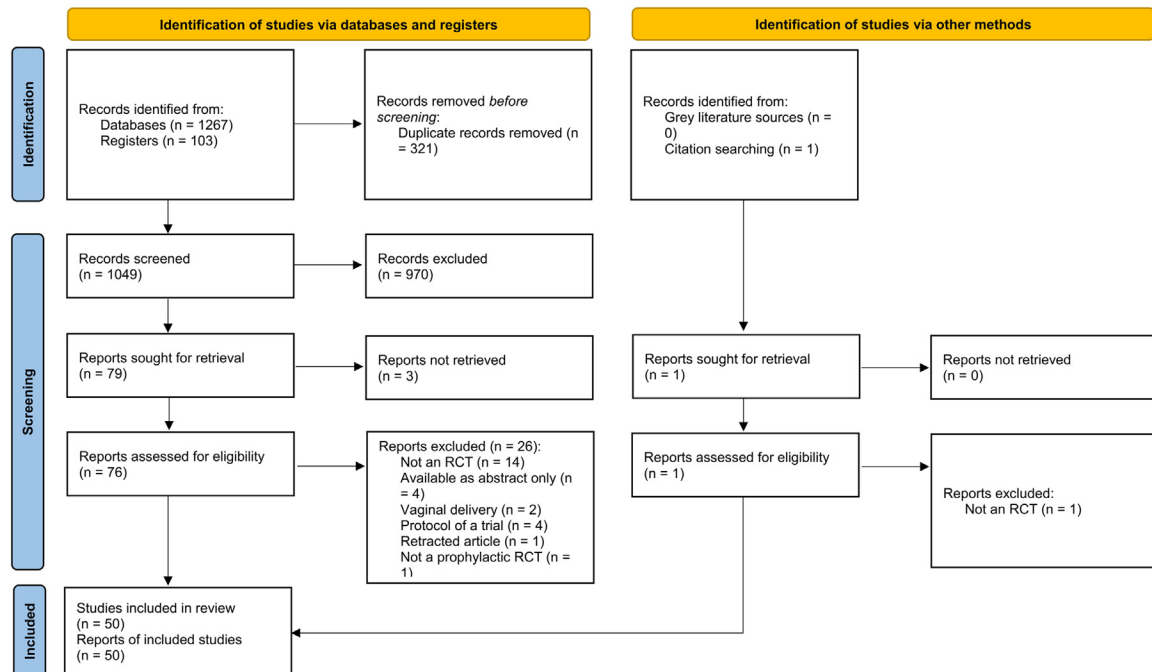 Identification of studies via databases and registers
Identification of studies via other methods
Identification
Records identified from:
Databases (n = 1267)
Registers (n = 103)
Records removed before
screening:
Duplicate records removed (n
= 321)
Records identified from:
Grey literature sources (n =
0)
Citation searching (n = 1)
Screening
Records screened
(n = 1049)
Records excluded
(n = 970)
Reports sought for retrieval
(n = 79)
Reports not retrieved
(n = 3)
Reports sought for retrieval
(n = 1)
Reports not retrieved
(n = 0)
Reports assessed for eligibility
(n = 76)
Reports excluded (n = 26):
Not an RCT (n = 14)
Available as abstract only (n
= 4)
Vaginal delivery (n = 2)
Protocol of a trial (n = 4)
Retracted article (n = 1)
Not a prophylactic RCT (n =
1)
Reports assessed for eligibility
(n = 1)
Reports excluded:
Not an RCT (n = 1)
Included
Studies included in review
(n = 50)
Reports of included studies
(n = 50)